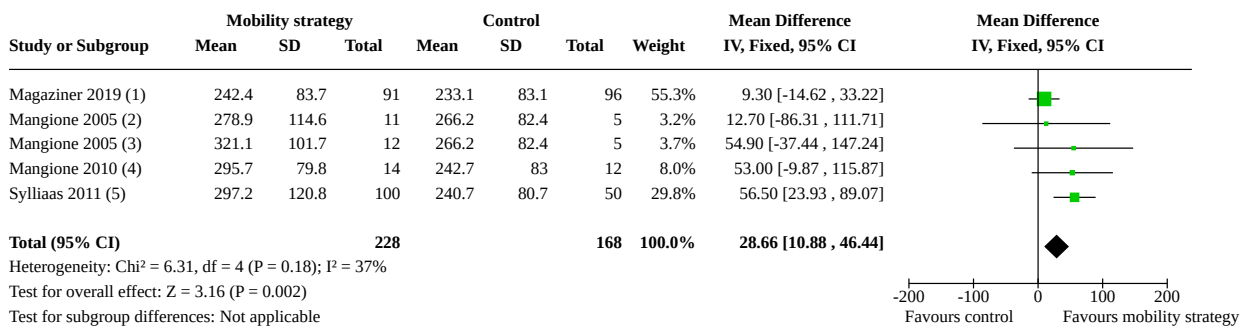 Mobility strategy Control Mean Difference Mean Difference
Study or Subgroup Mean SD Total Mean SD Total Weight IV, Fixed, 95% CI IV, Fixed, 95% CI
Magaziner 2019 (1) 242.4 83.7 91 233.1 83.1 96 55.3% 9.30 [-14.62 , 33.22]
Mangione 2005 (2) 278.9 114.6 11 266.2 82.4 5 3.2% 12.70 [-86.31 , 111.71]
Mangione 2005 (3) 321.1 101.7 12 266.2 82.4 5 3.7% 54.90 [-37.44 , 147.24]
Mangione 2010 (4) 295.7 79.8 14 242.7 83 12 8.0% 53.00 [-9.87 , 115.87]
Sylliaas 2011 (5) 297.2 120.8 100 240.7 80.7 50 29.8% 56.50 [23.93 , 89.07]
Total (95% CI) 228 168 100.0% 28.66 [10.88 , 46.44]
Heterogeneity: Chi² = 6.31, df = 4 (P = 0.18); I² = 37%
Test for overall effect: Z = 3.16 (P = 0.002)
Test for subgroup differences: Not applicable
-200 -100 0 100 200
Favours control Favours mobility strategy